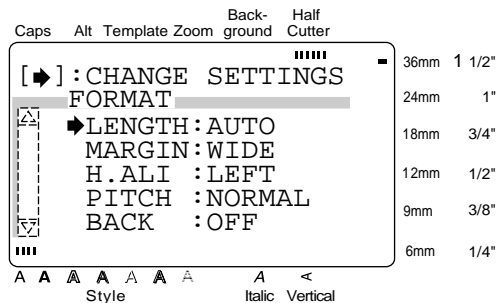 Caps Alt Template Zoom Back- ground Half Cutter
[➧]:CHANGE SETTINGS
FORMAT
➧LENGTH:AUTO
MARGIN:WIDE
H.ALI :LEFT
PITCH :NORMAL
BACK :OFF
36mm 1 1/2"
24mm 1"
18mm 3/4"
12mm 1/2"
9mm 3/8"
6mm 1/4"
A A A A A A A A A
Style Italic Vertical